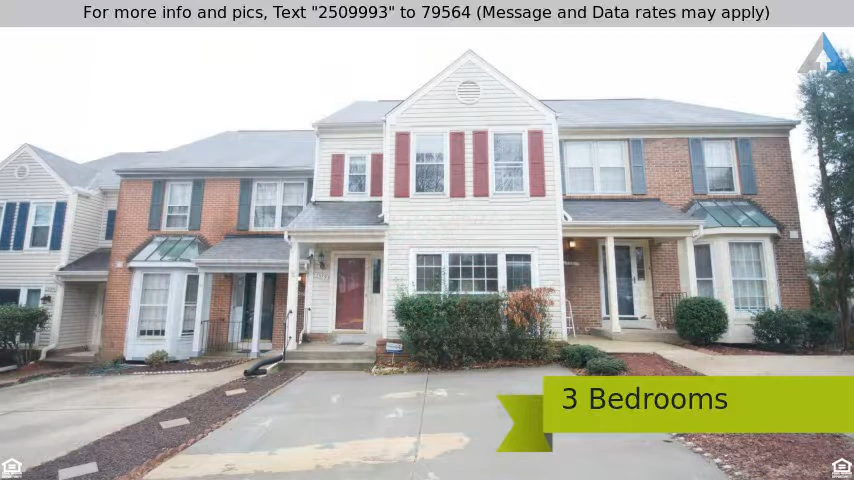 For more info and pics, Text "2509993" to 79564 (Message and Data rates may apply)
3 Bedrooms